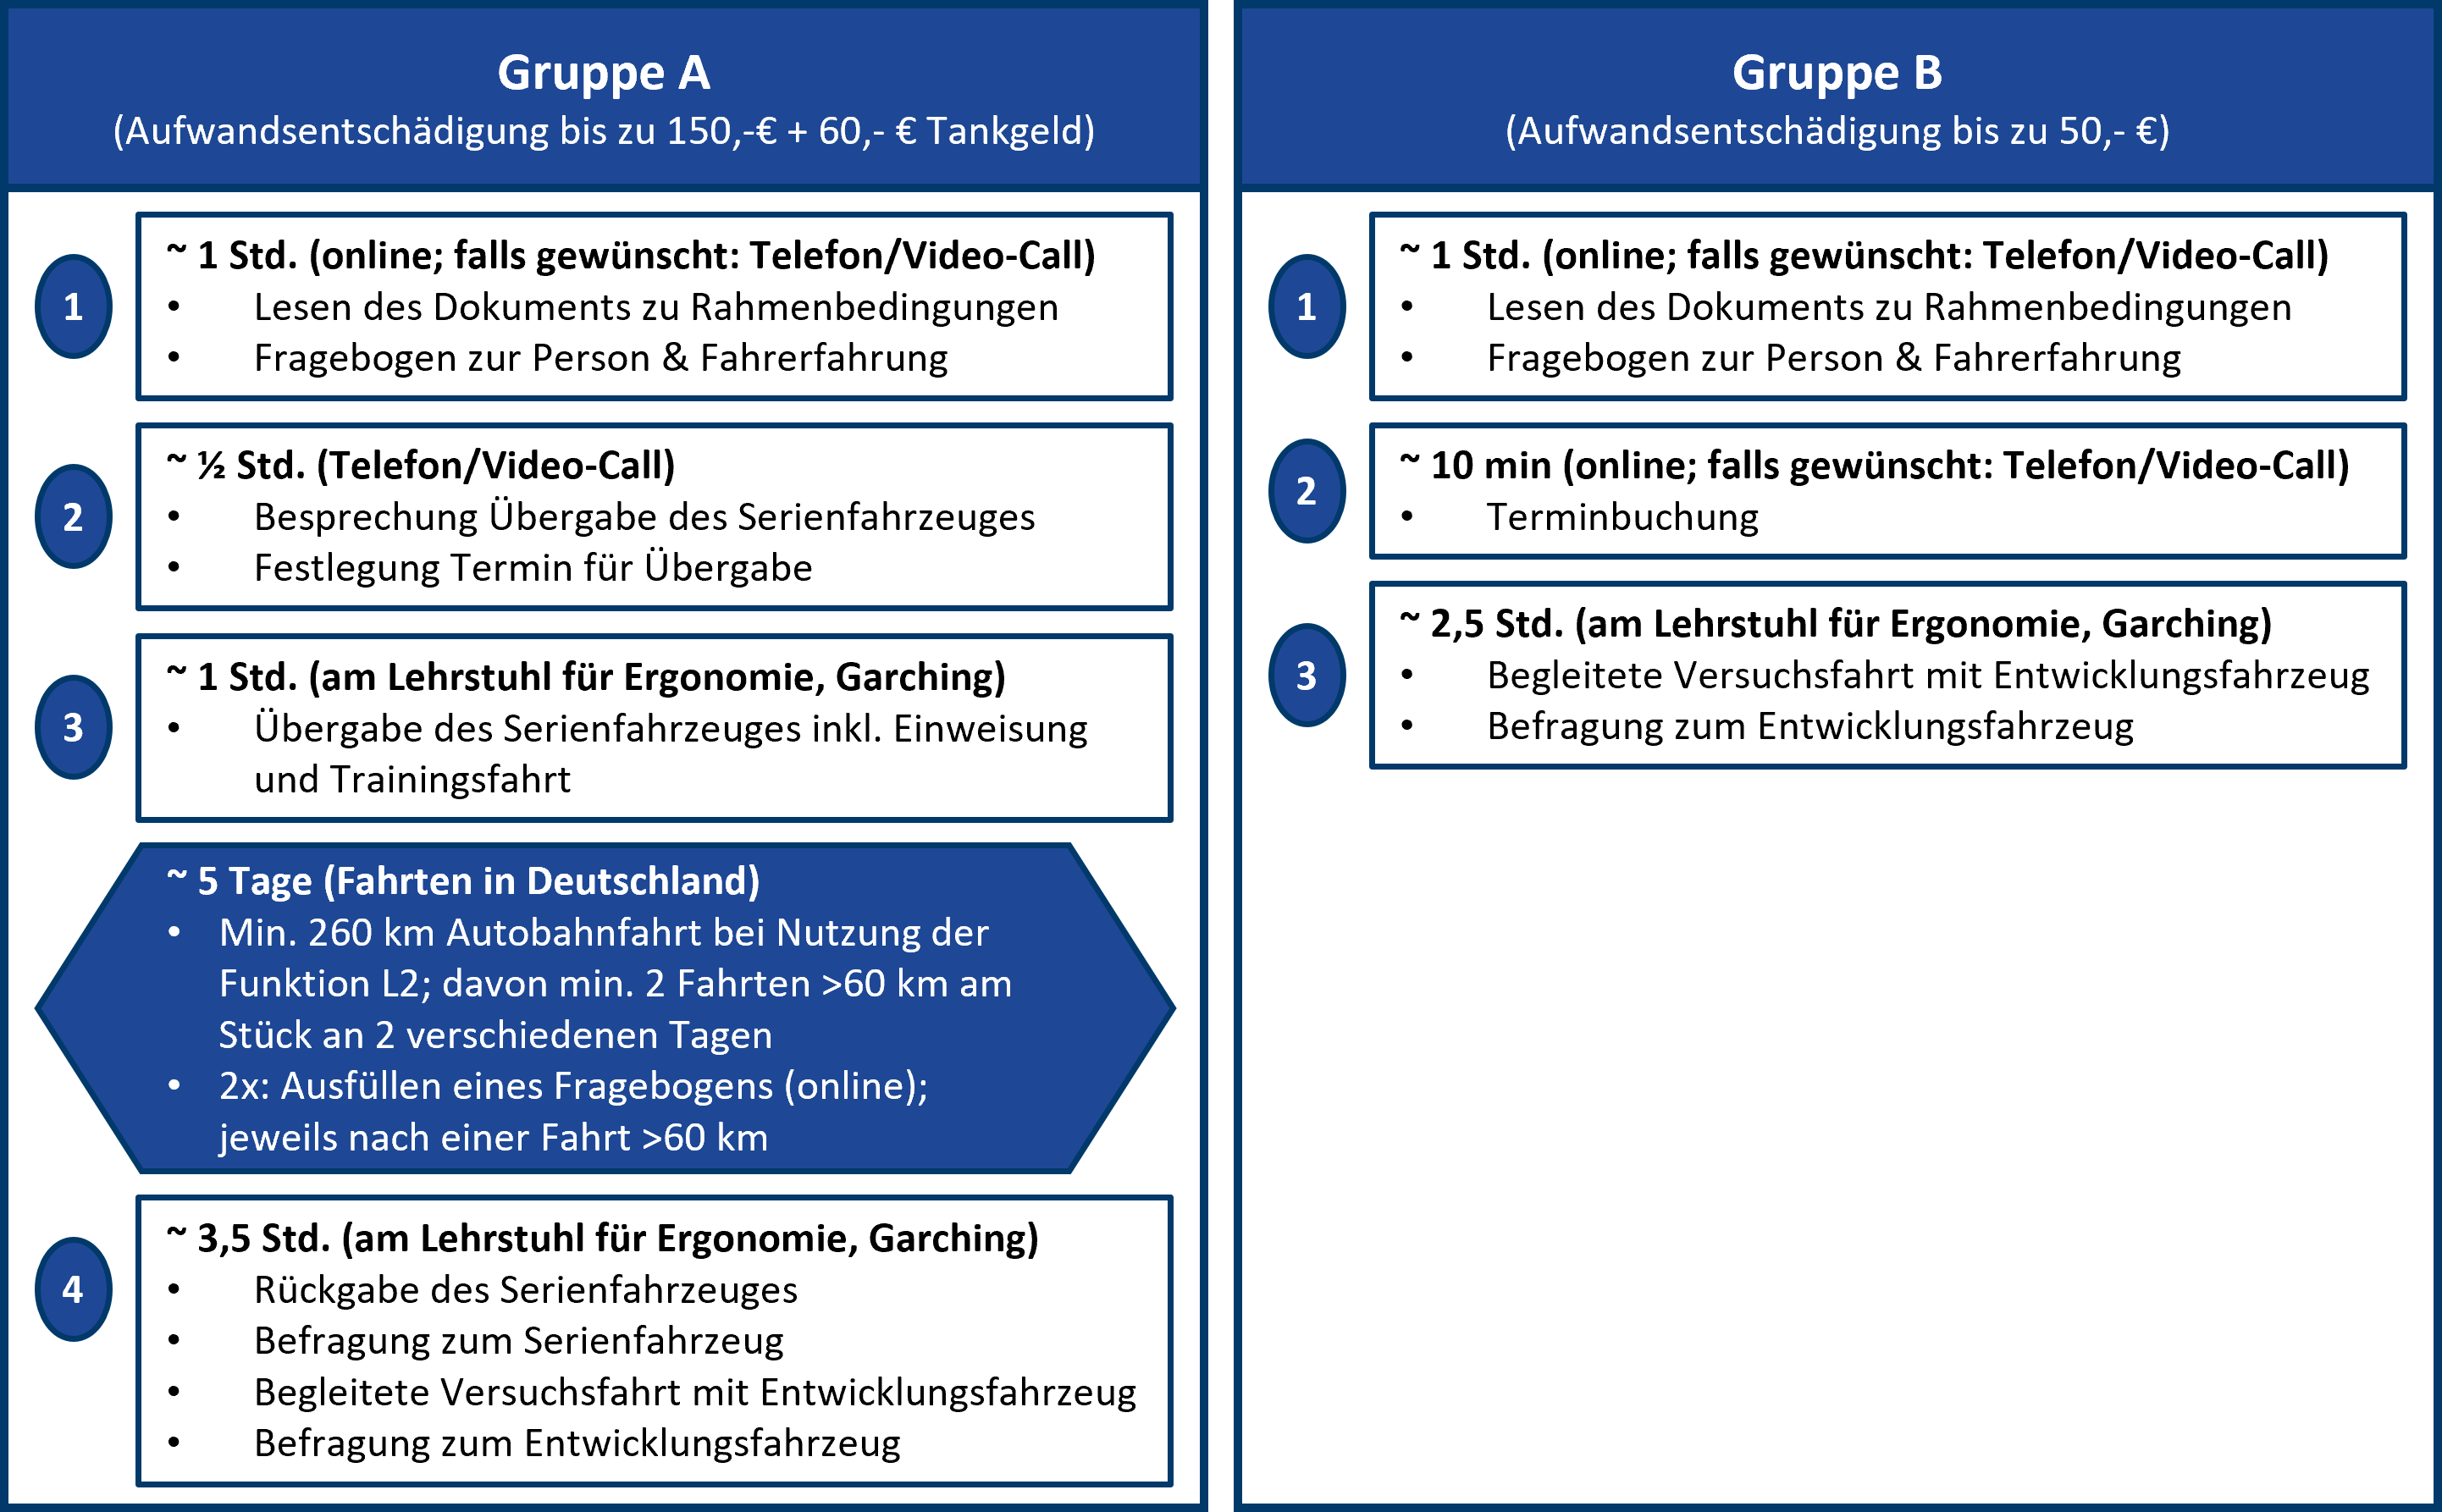 Gruppe A
(Aufwandsentschädigung bis zu 150,-€ + 60,- € Tankgeld)
1
~ 1 Std. (online; falls gewünscht: Telefon/Video-Call)
• Lesen des Dokuments zu Rahmenbedingungen
• Fragebogen zur Person & Fahrerfahrung
2
~ ½ Std. (Telefon/Video-Call)
• Besprechung Übergabe des Serienfahrzeuges
• Festlegung Termin für Übergabe
3
~ 1 Std. (am Lehrstuhl für Ergonomie, Garching)
• Übergabe des Serienfahrzeuges inkl. Einweisung
und Trainingsfahrt
~ 5 Tage (Fahrten in Deutschland)
• Min. 260 km Autobahnfahrt bei Nutzung der
Funktion L2; davon min. 2 Fahrten >60 km am
Stück an 2 verschiedenen Tagen
• 2x: Ausfüllen eines Fragebogens (online);
jeweils nach einer Fahrt >60 km
4
~ 3,5 Std. (am Lehrstuhl für Ergonomie, Garching)
• Rückgabe des Serienfahrzeuges
• Befragung zum Serienfahrzeug
• Begleitete Versuchsfahrt mit Entwicklungsfahrzeug
• Befragung zum Entwicklungsfahrzeug
Gruppe B
(Aufwandsentschädigung bis zu 50,- €)
1
~ 1 Std. (online; falls gewünscht: Telefon/Video-Call)
• Lesen des Dokuments zu Rahmenbedingungen
• Fragebogen zur Person & Fahrerfahrung
2
~ 10 min (online; falls gewünscht: Telefon/Video-Call)
• Terminbuchung
3
~ 2,5 Std. (am Lehrstuhl für Ergonomie, Garching)
• Begleitete Versuchsfahrt mit Entwicklungsfahrzeug
• Befragung zum Entwicklungsfahrzeug